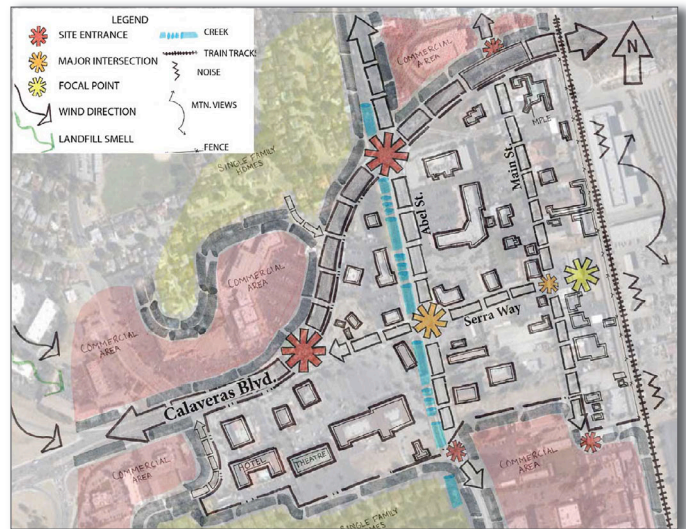 LEGEND
SITE ENTRANCE
MAJOR INTERSECTION
FOCAL POINT
WIND DIRECTION
LANDFILL SMELL
CREEK
TRAIN TRACKS
NOISE
MTN. VIEWS
FENCE
COMMERCIAL
AREA
N
SINGLE FAMILY
HOMES
MFLE
Main St.
Abel St.
COMMERCIAL
AREA
COMMERCIAL
AREA
Serra Way
Calaveras Blvd.
COMMERCIAL
AREA
HOTEL
THEATRE
COMMERCIAL
AREA
SINGLE FAMILY
HOMES